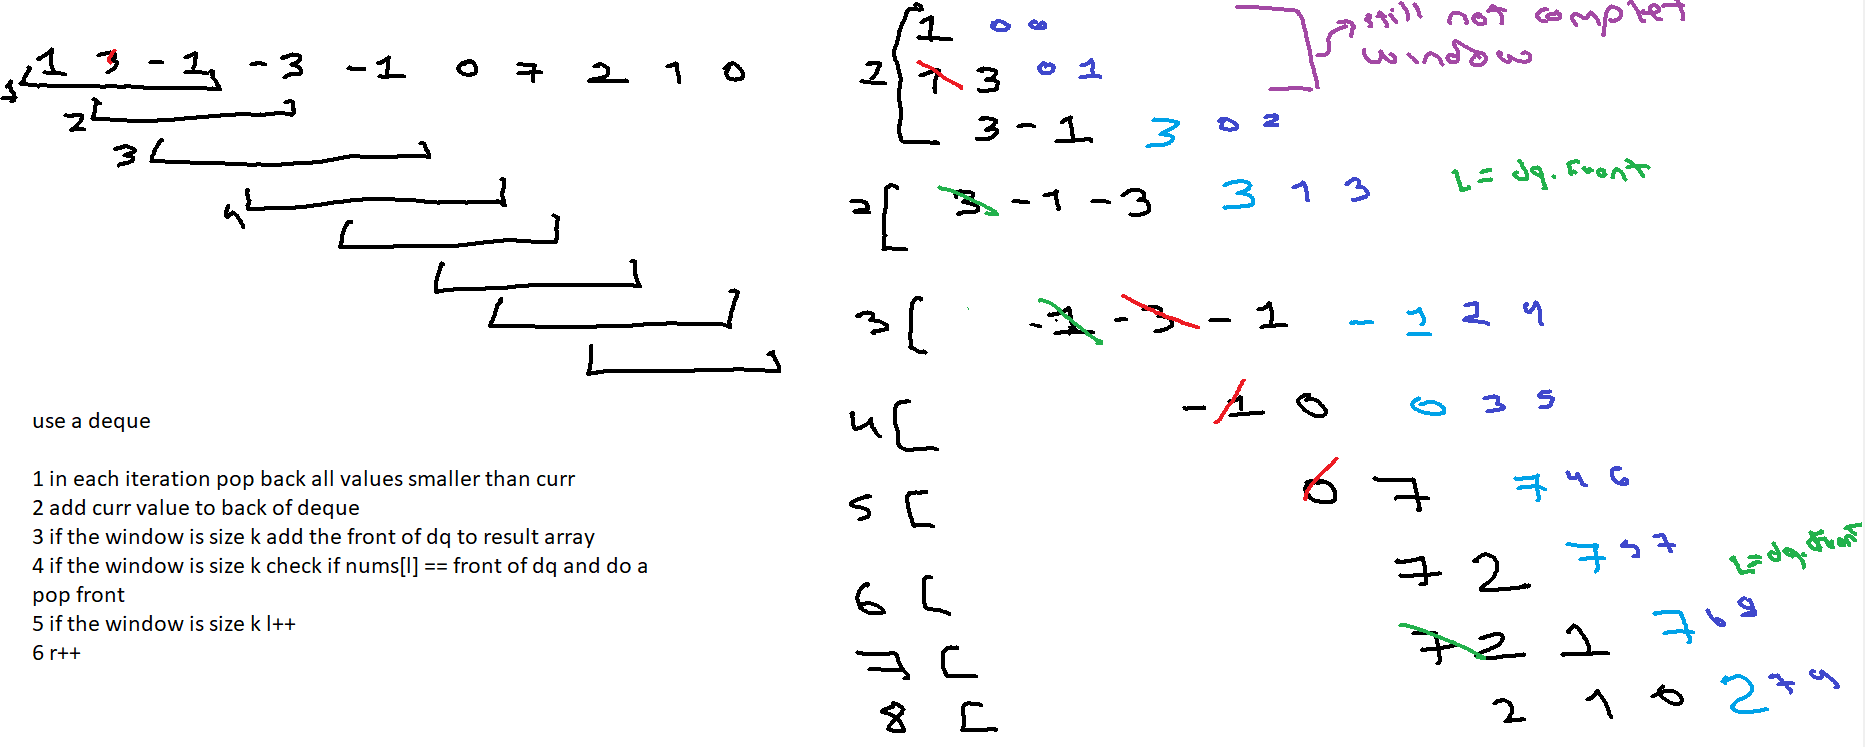 1 3 -1 -3 -1 0 7 2 1 0
1
2
3
4
use a deque
1 in each iteration pop back all values smaller than curr
2 add curr value to back of deque
3 if the window is size k add the front of dq to result array
4 if the window is size k check if nums[l] == front of dq and do a
pop front
5 if the window is size k l++
6 r++
1 0 0
still not complet
window
2 1 3 0 1
3 -1 3 0 2
2 [ 3 -1 -3 3 1 3
L = dq.front
3 [ -1 -3 -1 -1 2 4
4 [ -1 0 0 3 5
5 [ 0 7 7 4 6
6 [ 7 2 7 5 7
L=dq.front
7 [ 7 2 1 7 6 8
8 [ 2 1 0 2 7 9